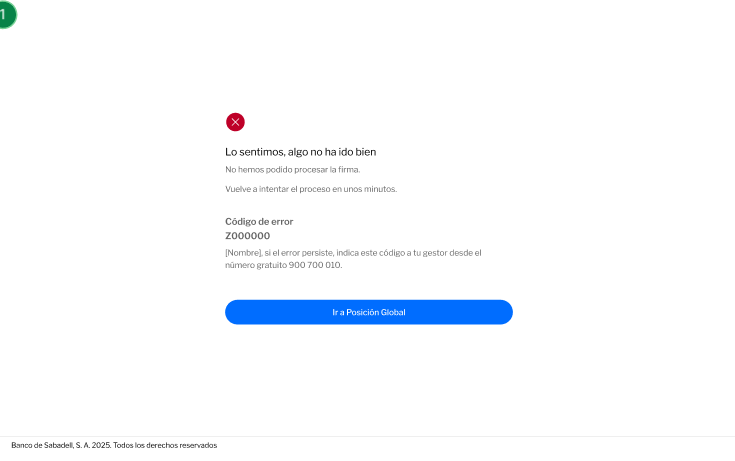 1
Lo sentimos, algo no ha ido bien
No hemos podido procesar la firma.
Vuelve a intentar el proceso en unos minutos.
Código de error
Z000000
[Nombre], si el error persiste, indica este código a tu gestor desde el
número gratuito 900 700 010.
Ir a Posición Global
Banco de Sabadell, S. A. 2025. Todos los derechos reservados